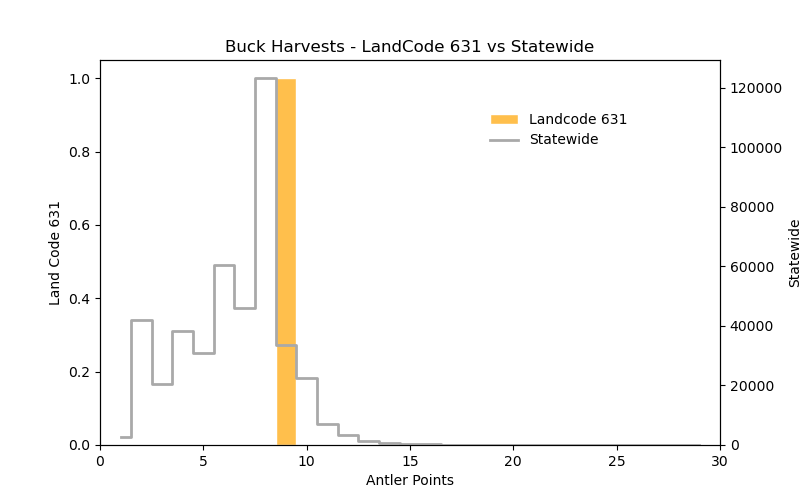 Buck Harvests - LandCode 631 vs Statewide
Landcode 631
Statewide
Land Code 631
1.0
0.8
0.6
0.4
0.2
0.0
120000
100000
80000
60000
40000
20000
0
Statewide
0 5 10 15 20 25 30
Antler Points